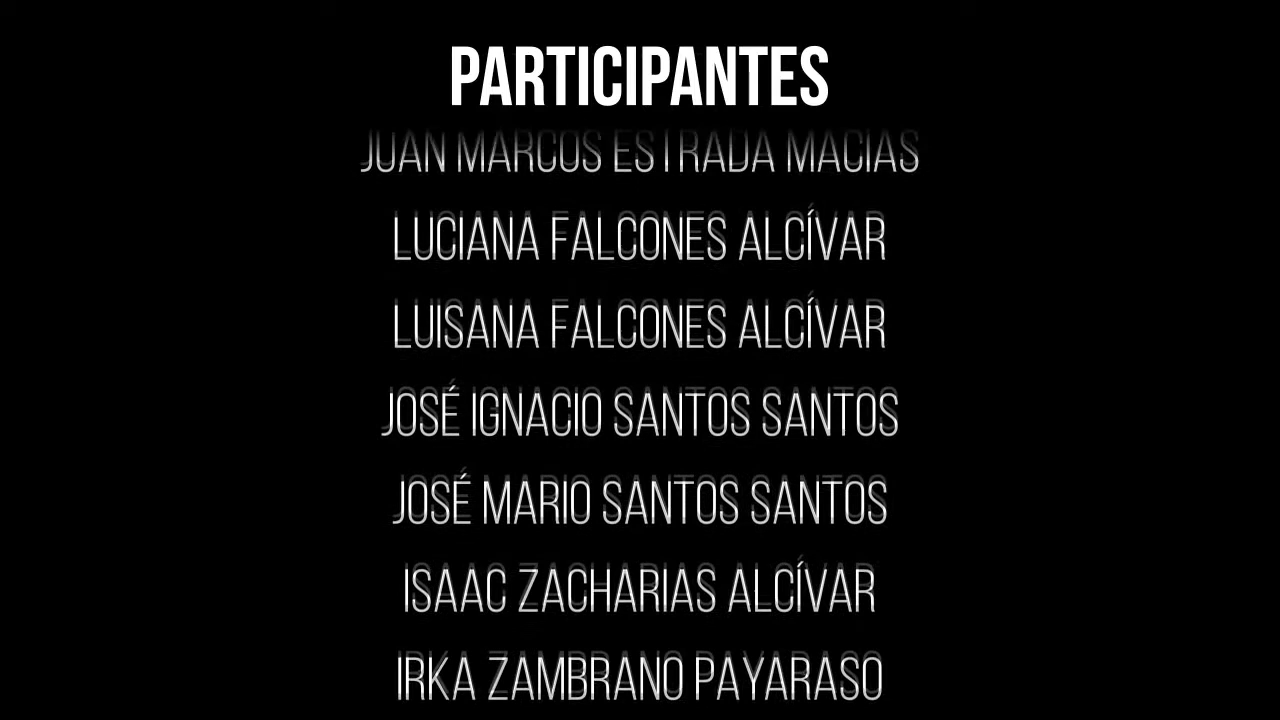 PARTICIPANTES
JUAN MARCOS ESTRADA MACIAS
LUCIANA FALCONES ALCÍVAR
LUISANA FALCONES ALCÍVAR
JOSÉ IGNACIO SANTOS SANTOS
JOSÉ MARIO SANTOS SANTOS
ISAAC ZACHARIAS ALCÍVAR
IRKA ZAMBRANO PAYARASO